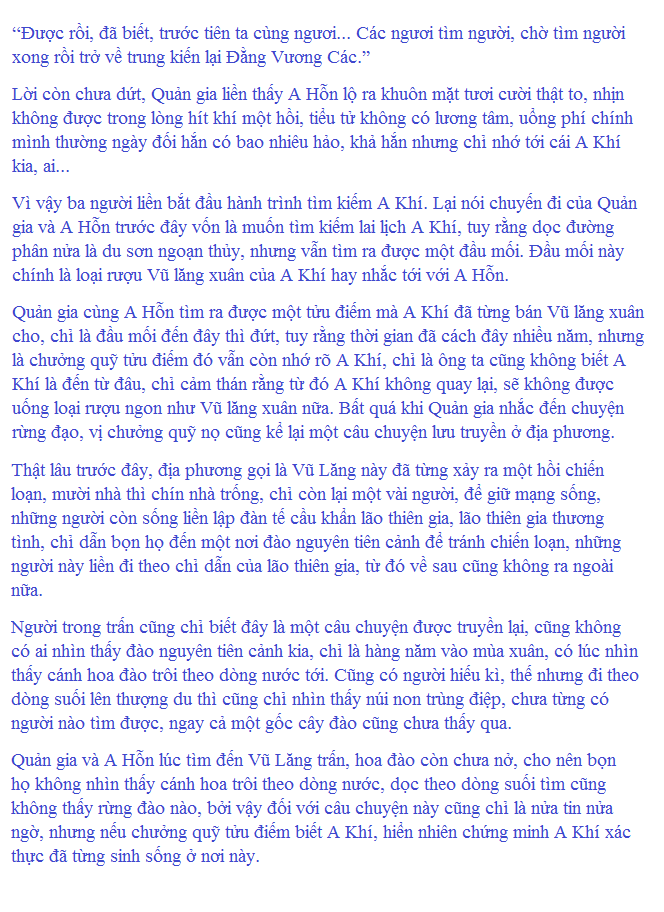 “Được rồi, đã biết, trước tiên ta cùng ngươi... Các ngươi tìm người, chờ tìm người
xong rồi trở về trung kiến lại Đằng Vương Các.”
Lời còn chưa dứt, Quản gia liền thấy A Hỗn lộ ra khuôn mặt tươi cười thật to, nhịn
không được trong lòng hít khí một hồi, tiểu tử không có lương tâm, uổng phí chính
mình thường ngày đối hắn có bao nhiêu hảo, khả hắn nhưng chỉ nhớ tới cái A Khí
kia, ai...
Vì vậy ba người liền bắt đầu hành trình tìm kiếm A Khí. Lại nói chuyến đi của Quản
gia và A Hỗn trước đây vốn là muốn tìm kiếm lai lịch A Khí, tuy rằng dọc đường
phân nửa là du sơn ngoạn thủy, nhưng vẫn tìm ra được một đầu mối. Đầu mối này
chính là loại rượu Vũ lăng xuân của A Khí hay nhắc tới với A Hỗn.
Quản gia cùng A Hỗn tìm ra được một tửu điếm mà A Khí đã từng bán Vũ lăng xuân
cho, chỉ là đầu mối đến đây thì đứt, tuy rằng thời gian đã cách đây nhiều năm, nhưng
là chưởng quỹ tửu điếm đó vẫn còn nhớ rõ A Khí, chỉ là ông ta cũng không biết A
Khí là đến từ đâu, chỉ cảm thán rằng từ đó A Khí không quay lại, sẽ không được
uống loại rượu ngon như Vũ lăng xuân nữa. Bất quá khi Quản gia nhắc đến chuyện
rừng đạo, vị chưởng quỹ nọ cũng kể lại một câu chuyện lưu truyền ở địa phương.
Thật lâu trước đây, địa phương gọi là Vũ Lăng này đã từng xảy ra một hồi chiến
loạn, mười nhà thì chín nhà trống, chỉ còn lại một vài người, để giữ mạng sống,
những người còn sống liền lập đàn tế cầu khẩn lão thiên gia, lão thiên gia thương
tình, chỉ dẫn bọn họ đến một nơi đào nguyên tiên cảnh để tránh chiến loạn, những
người này liền đi theo chỉ dẫn của lão thiên gia, từ đó về sau cũng không ra ngoài
nữa.
Người trong trấn cũng chỉ biết đây là một câu chuyện được truyền lại, cũng không
có ai nhìn thấy đào nguyên tiên cảnh kia, chỉ là hàng năm vào mùa xuân, có lúc nhìn
thấy cánh hoa đào trôi theo dòng nước tới. Cũng có người hiếu kì, thế nhưng đi theo
dòng suối lên thượng du thì cũng chỉ nhìn thấy núi non trùng điệp, chưa từng có
người nào tìm được, ngay cả một gốc cây đào cũng chưa thấy qua.
Quản gia và A Hỗn lúc tìm đến Vũ Lăng trấn, hoa đào còn chưa nở, cho nên bọn
họ không nhìn thấy cánh hoa trôi theo dòng nước, dọc theo dòng suối tìm cũng
không thấy rừng đào nào, bởi vậy đối với câu chuyện này cũng chỉ là nửa tin nửa
ngờ, nhưng nếu chưởng quỹ tửu điếm biết A Khí, hiển nhiên chứng minh A Khí xác
thực đã từng sinh sống ở nơi này.